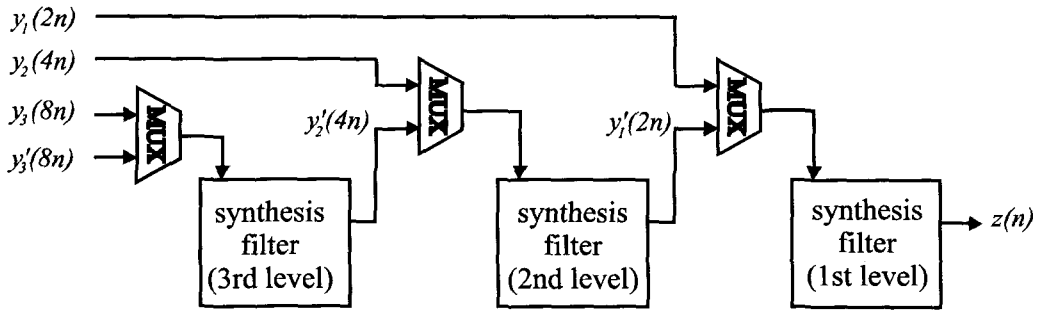 y₁(2n)
y₂(4n)
y₃(8n)
y₃′(8n)
MUX
y₂′(4n)
MUX
y₁′(2n)
MUX
synthesis
filter
(3rd level)
synthesis
filter
(2nd level)
synthesis
filter
(1st level)
z(n)